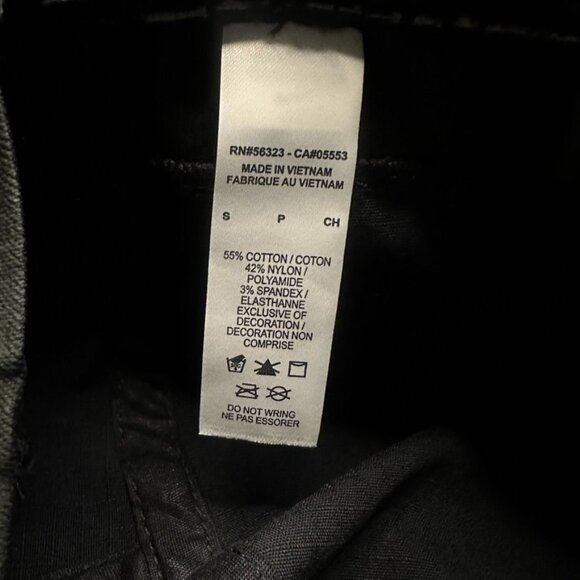 RN#56323 - CA#05553
MADE IN VIETNAM
FABRIQUE AU VIETNAM
S P CH
55% COTTON / COTON
42% NYLON /
POLYAMIDE
3% SPANDEX /
ELASTHANNE
EXCLUSIVE OF
DECORATION /
DECORATION NON
COMPRISE
DO NOT WRING
NE PAS ESSORER